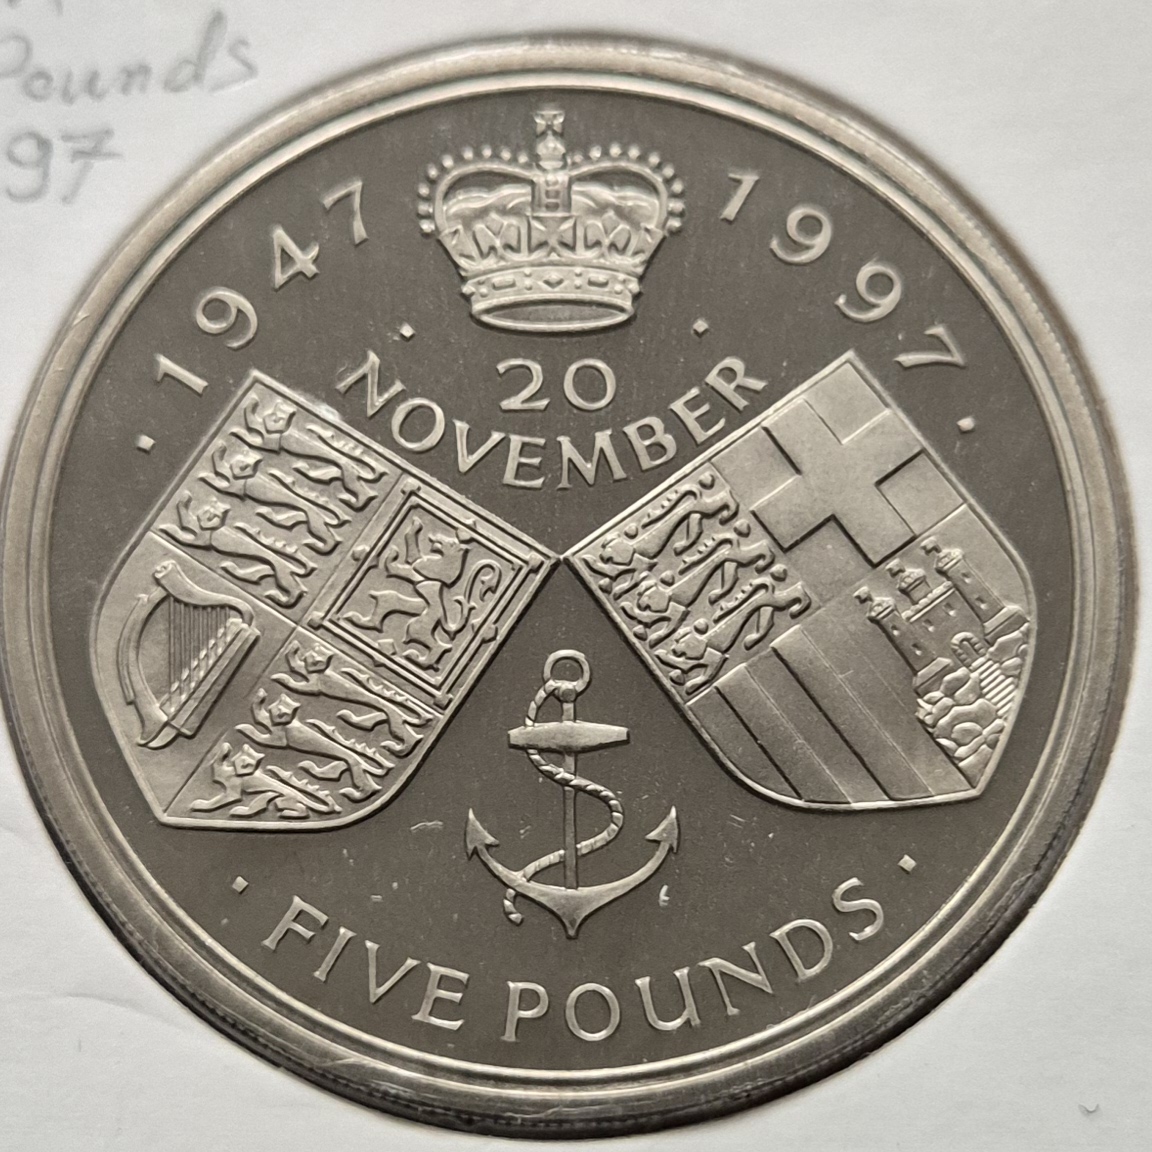 Pounds
97
· 1947 1997 ·
· 20 ·
NOVEMBER
· FIVE POUNDS ·